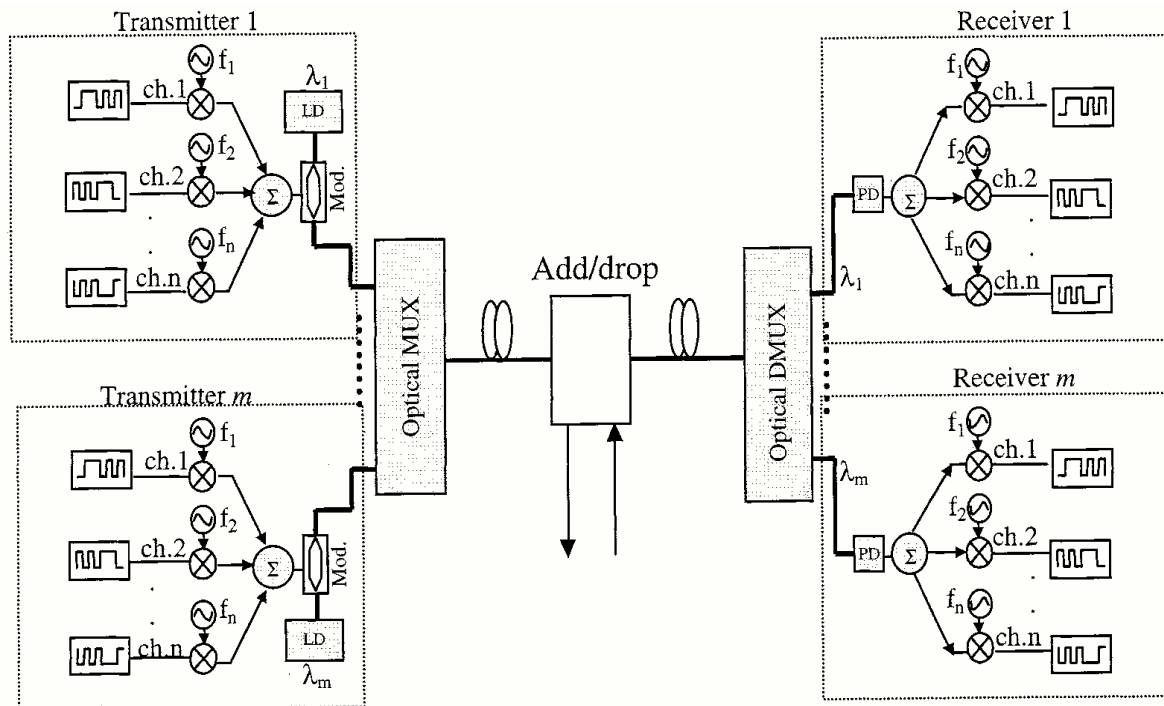 Transmitter 1
f₁
ch.1
λ₁
LD
f₂
ch.2
Σ
Mod.
fₙ
ch.n
Transmitter m
f₁
ch.1
f₂
ch.2
Σ
Mod.
fₙ
ch.n
LD
λₘ
Optical MUX
Add/drop
Optical DMUX
λ₁
λₘ
Receiver 1
f₁
ch.1
f₂
PD
Σ
ch.2
fₙ
ch.n
Receiver m
f₁
ch.1
f₂
PD
Σ
ch.2
fₙ
ch.n